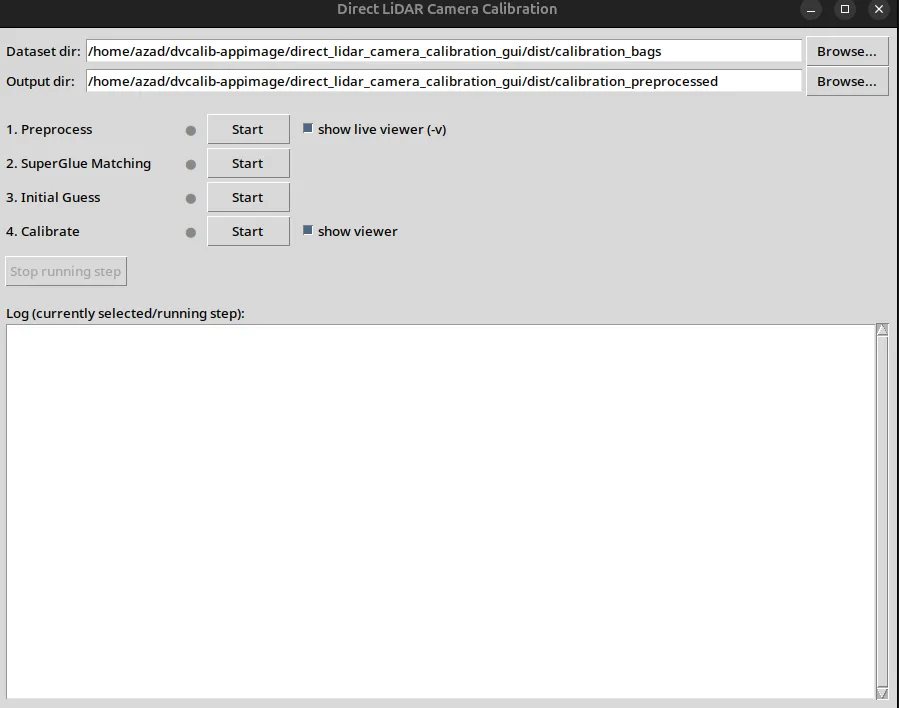 Direct LiDAR Camera Calibration
Dataset dir: /home/azad/dvcalib-appimage/direct_lidar_camera_calibration_gui/dist/calibration_bags Browse...
Output dir: /home/azad/dvcalib-appimage/direct_lidar_camera_calibration_gui/dist/calibration_preprocessed Browse...
1. Preprocess Start show live viewer (-v)
2. SuperGlue Matching Start
3. Initial Guess Start
4. Calibrate Start show viewer
Stop running step
Log (currently selected/running step):